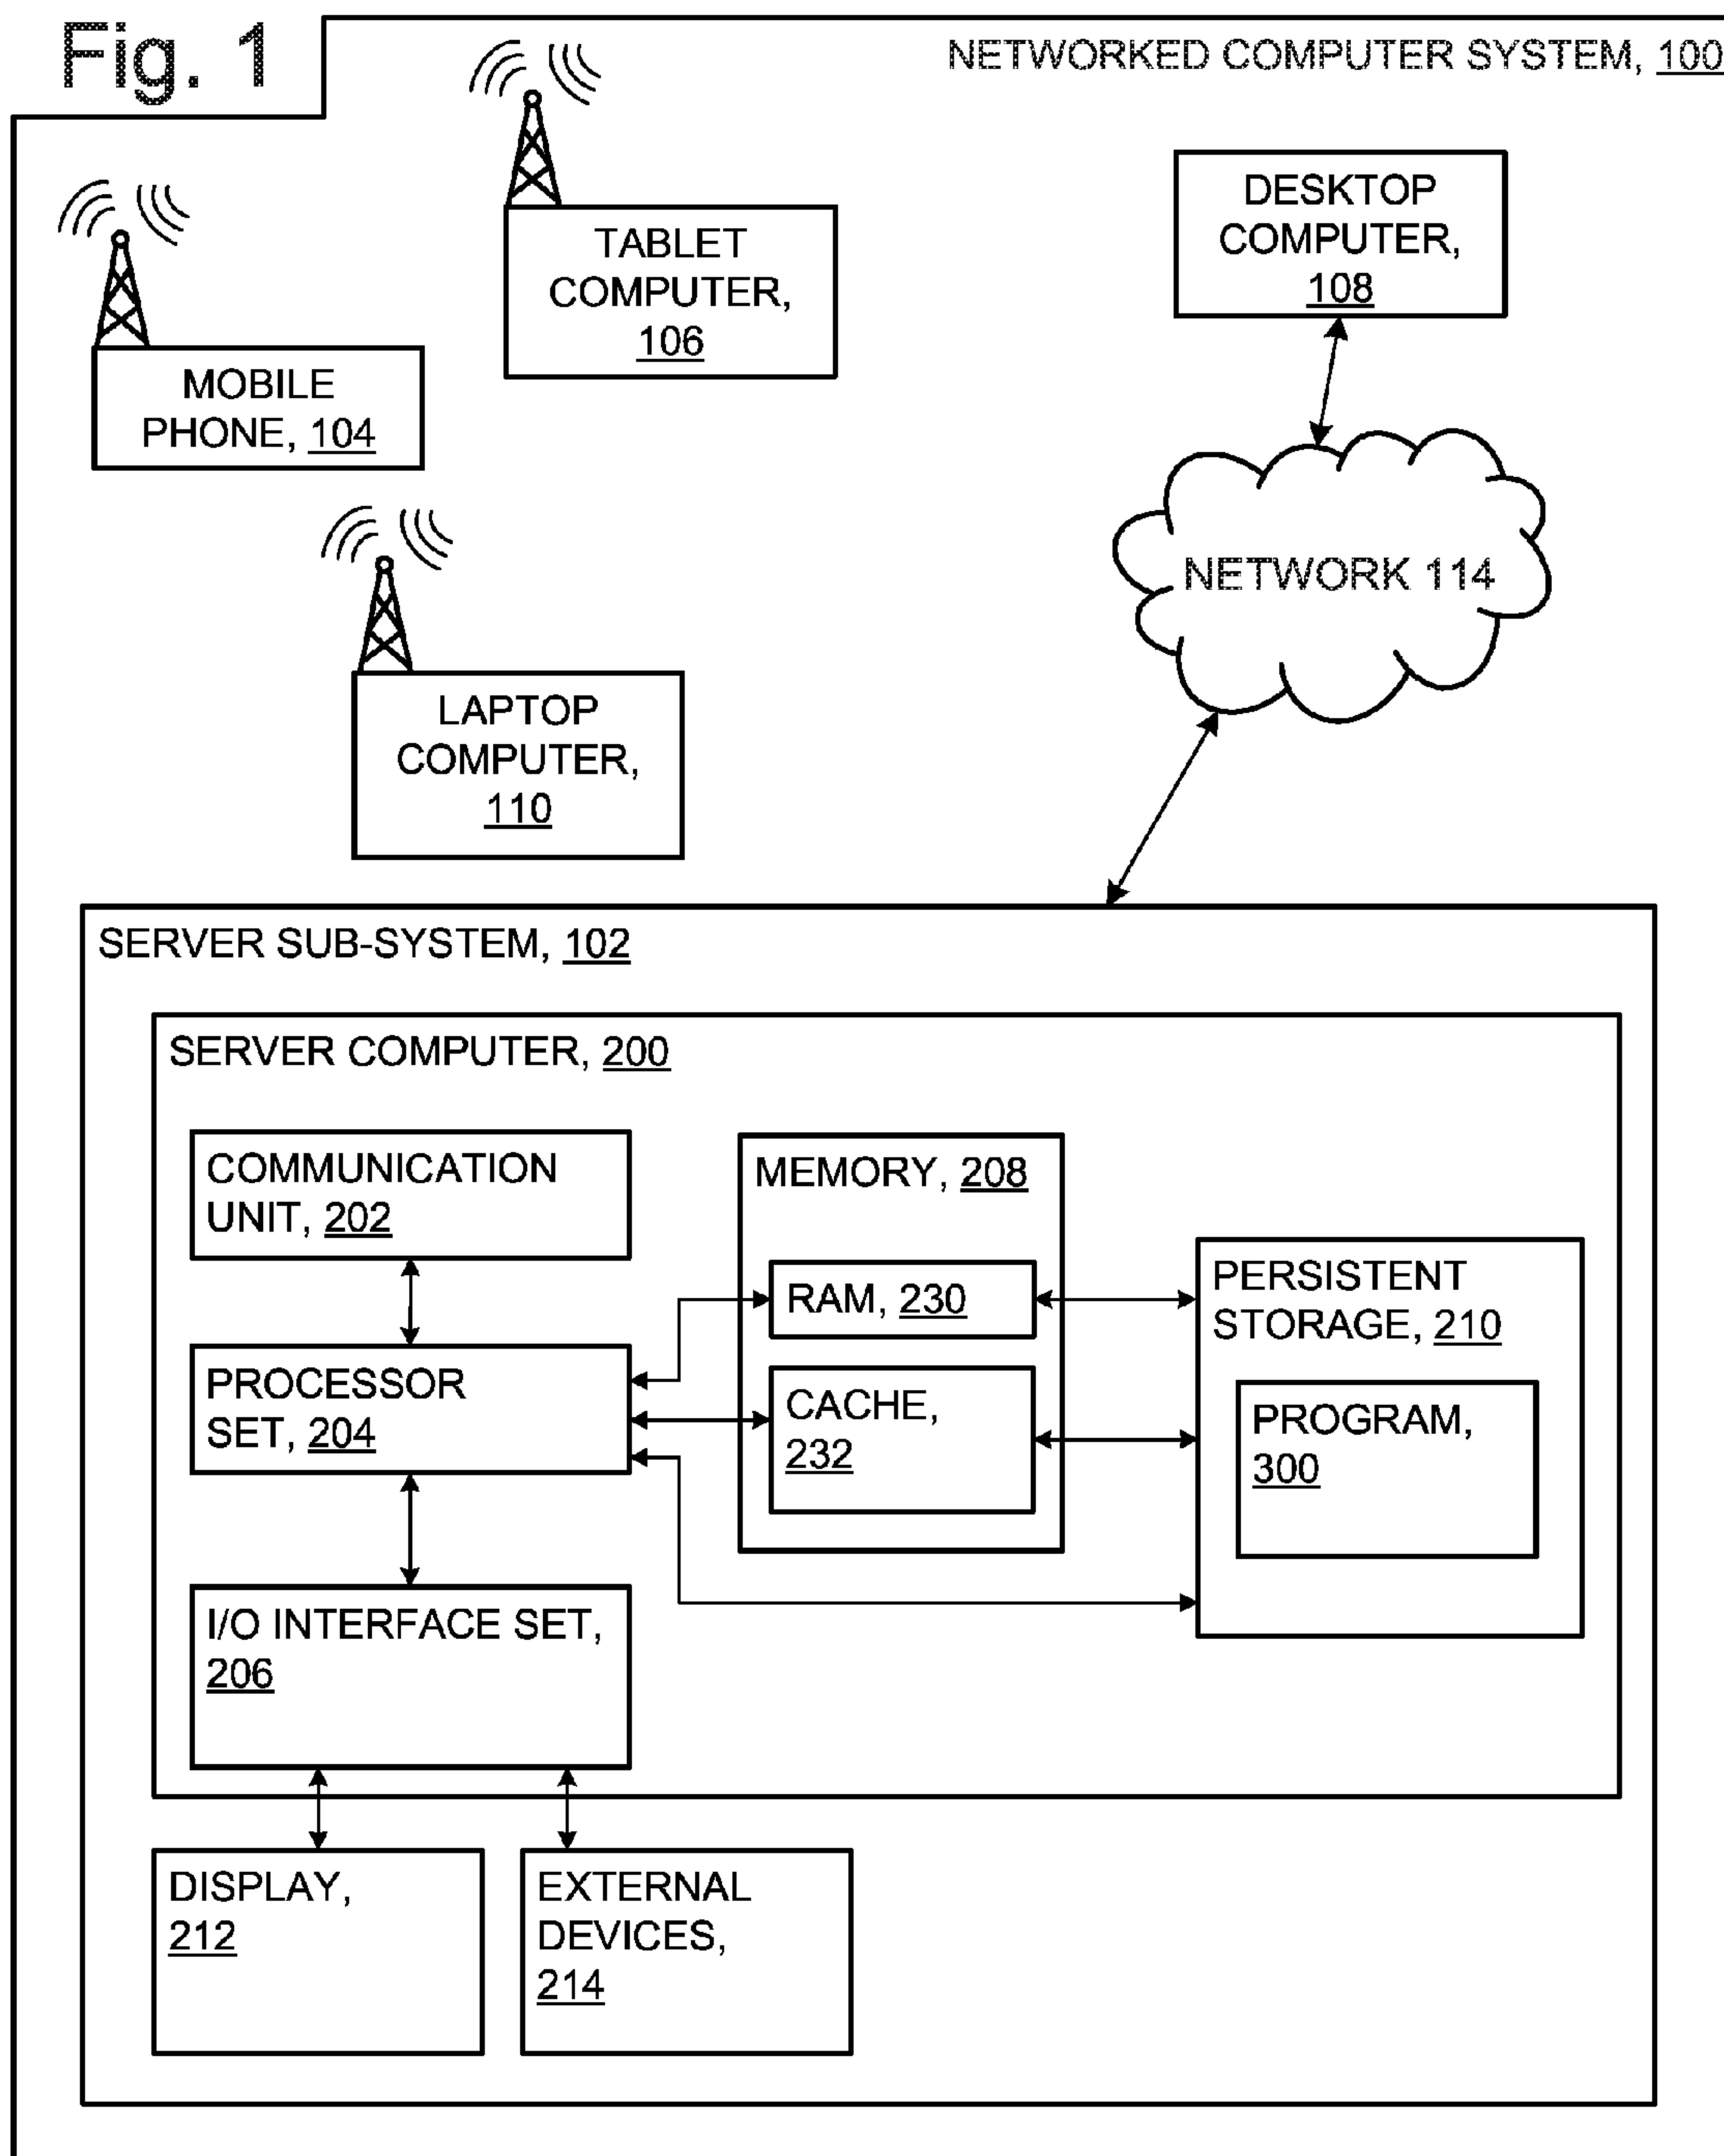 Fig. 1
NETWORKED COMPUTER SYSTEM, 100
TABLET
COMPUTER,
106
DESKTOP
COMPUTER,
108
MOBILE
PHONE, 104
NETWORK 114
LAPTOP
COMPUTER,
110
SERVER SUB-SYSTEM, 102
SERVER COMPUTER, 200
COMMUNICATION
UNIT, 202
MEMORY, 208
RAM, 230
PERSISTENT
STORAGE, 210
PROCESSOR
SET, 204
CACHE,
232
PROGRAM,
300
I/O INTERFACE SET,
206
DISPLAY,
212
EXTERNAL
DEVICES,
214